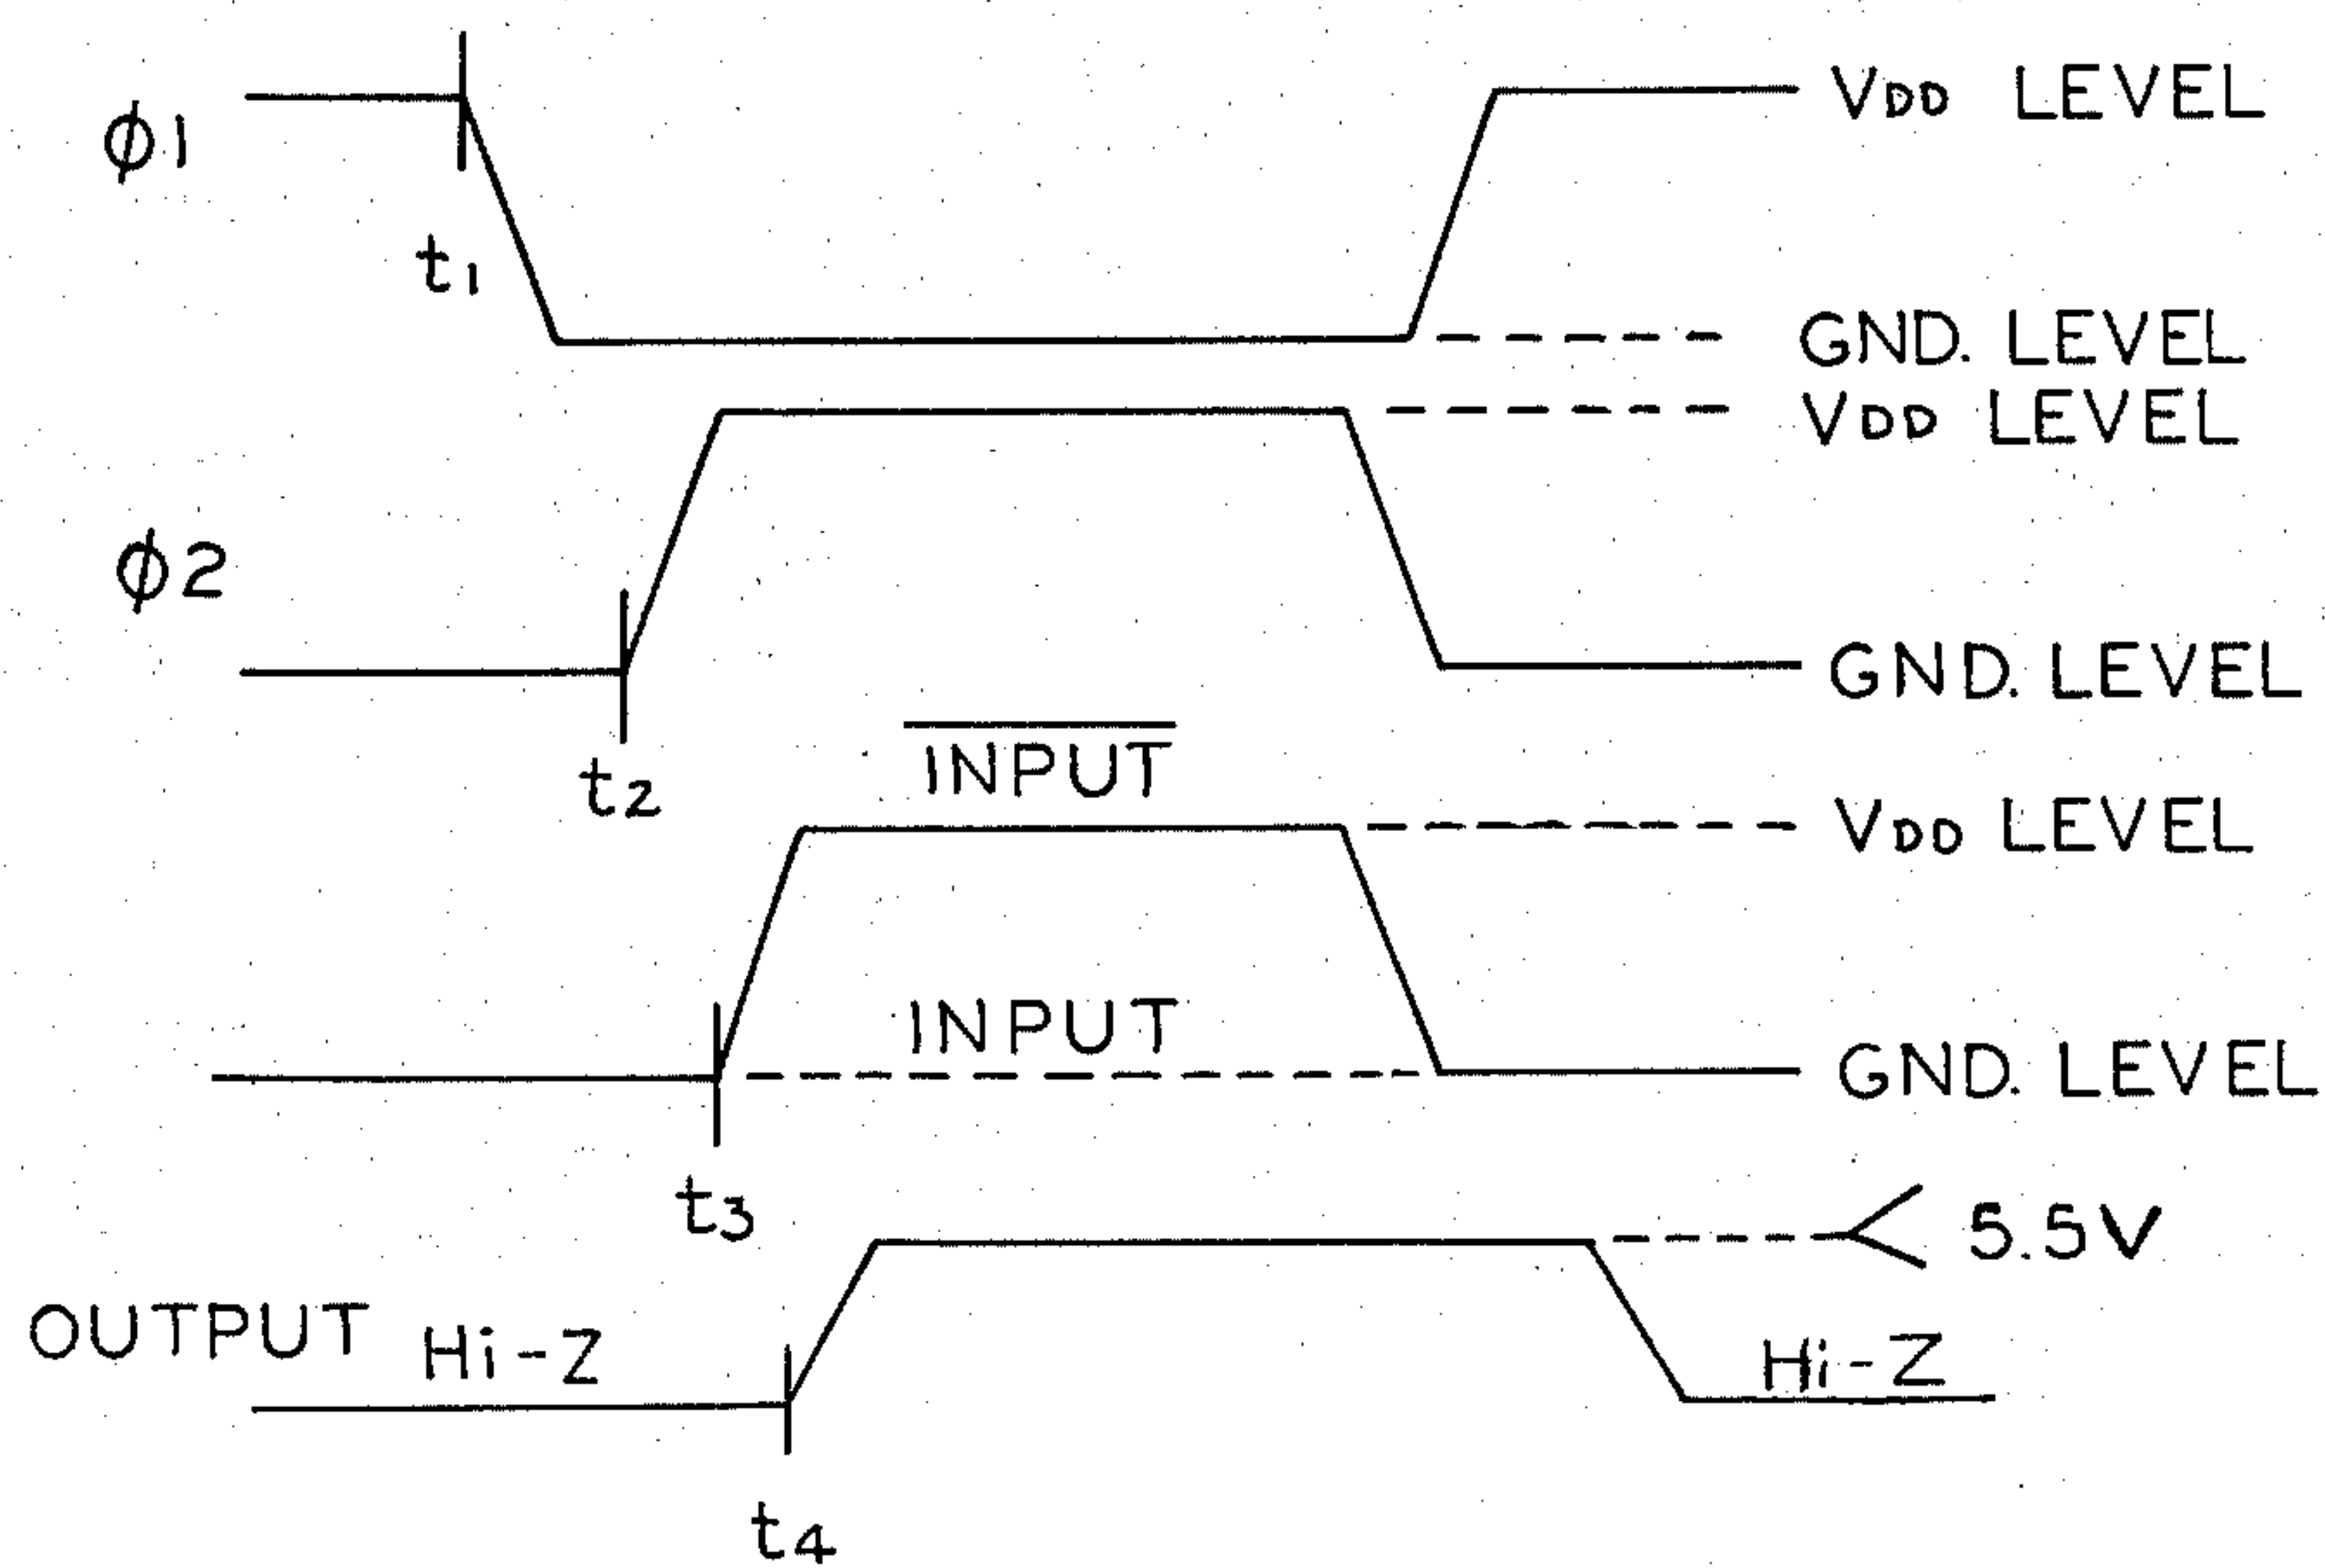 VDD LEVEL
ϕ1
t1
GND. LEVEL
VDD LEVEL
ϕ2
GND. LEVEL
I̅N̅P̅U̅T̅
t2
VDD LEVEL
INPUT
GND. LEVEL
t3
< 5.5V
OUTPUT Hi-Z
Hi-Z
t4